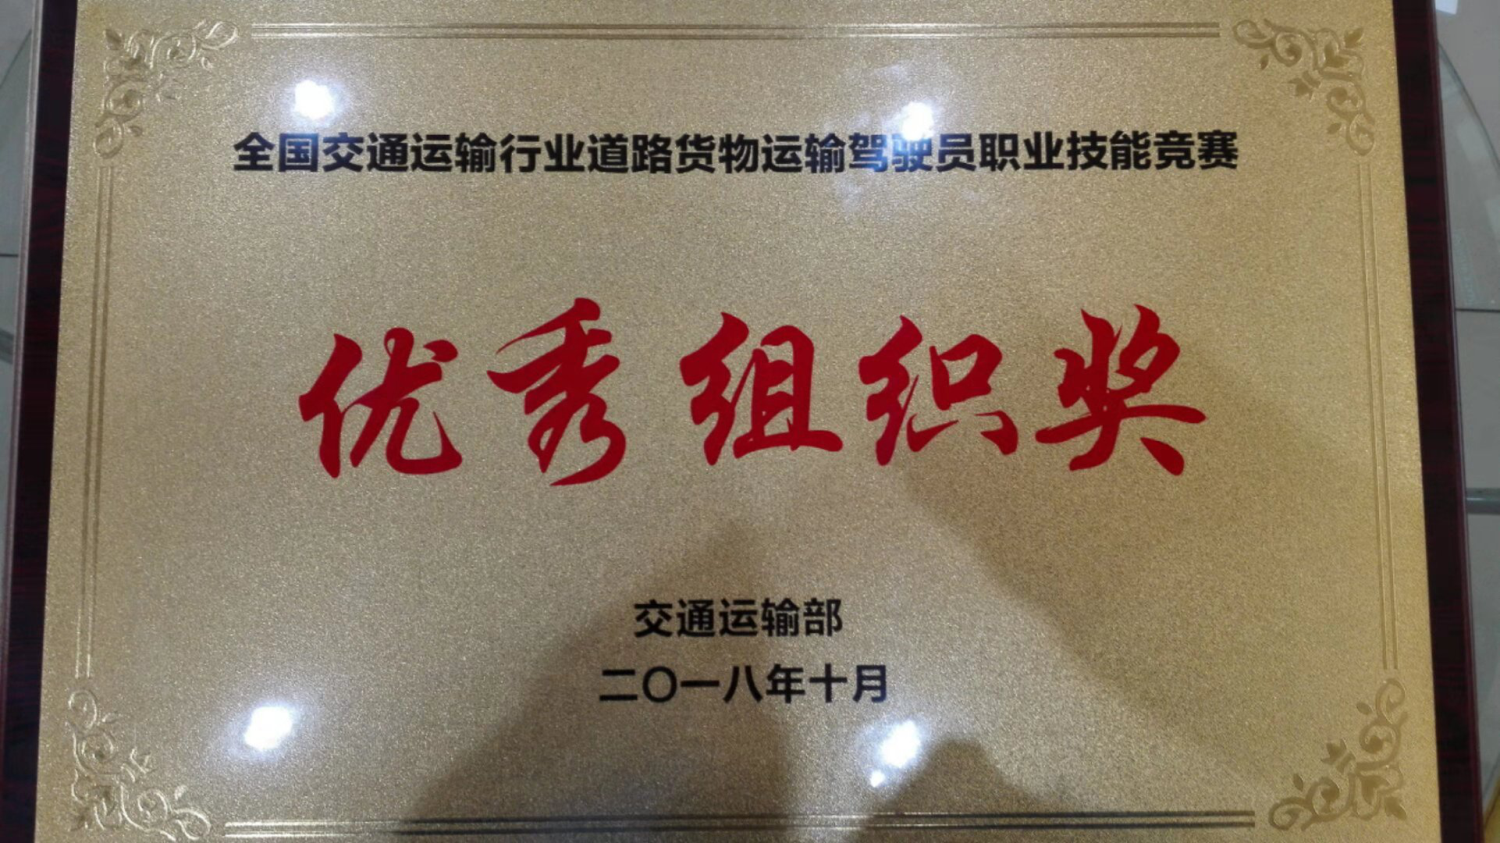 全国交通运输行业道路货物运输驾驶员职业技能竞赛
优秀组织奖
交通运输部
二〇一八年十月